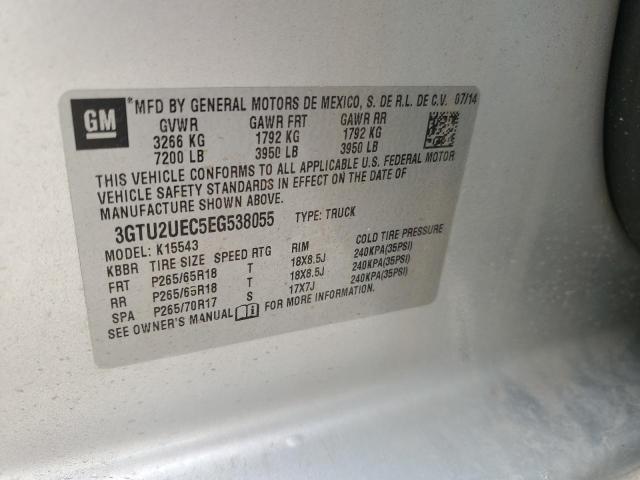 GM
*MFD BY GENERAL MOTORS DE MEXICO, S. DE R.L. DE C.V. 07/14
GVWR GAWR FRT GAWR RR
3266 KG 1792 KG 1792 KG
7200 LB 3950 LB 3950 LB
THIS VEHICLE CONFORMS TO ALL APPLICABLE U.S. FEDERAL MOTOR
VEHICLE SAFETY STANDARDS IN EFFECT ON THE DATE OF
MANUFACTURE SHOWN ABOVE.
3GTU2UEC5EG538055 TYPE: TRUCK
MODEL: K15543
KBBR TIRE SIZE SPEED RTG RIM COLD TIRE PRESSURE
FRT P265/65R18 T 18X8.5J 240KPA(35PSI)
RR P265/65R18 T 18X8.5J 240KPA(35PSI)
SPA P265/70R17 S 17X7J 240KPA(35PSI)
SEE OWNER'S MANUAL FOR MORE INFORMATION.